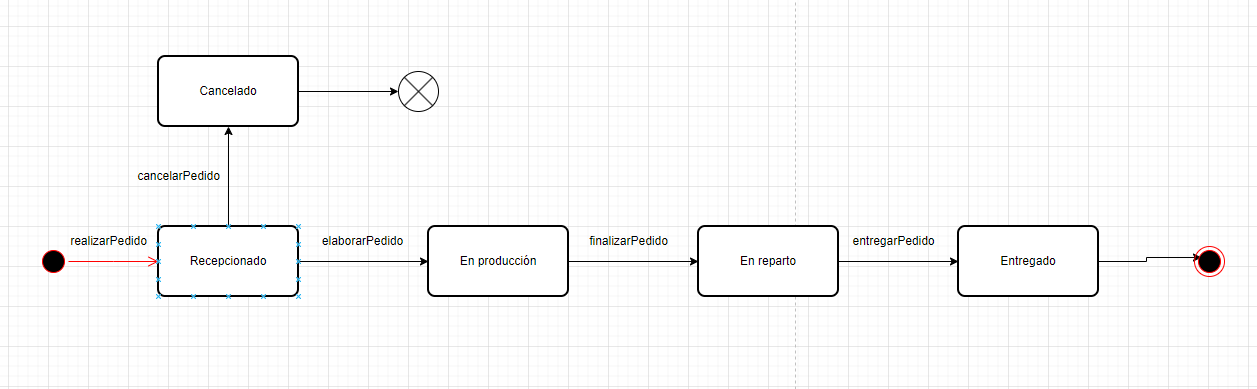 Cancelado
cancelarPedido
realizarPedido
Recepcionado
elaborarPedido
En producción
finalizarPedido
En reparto
entregarPedido
Entregado